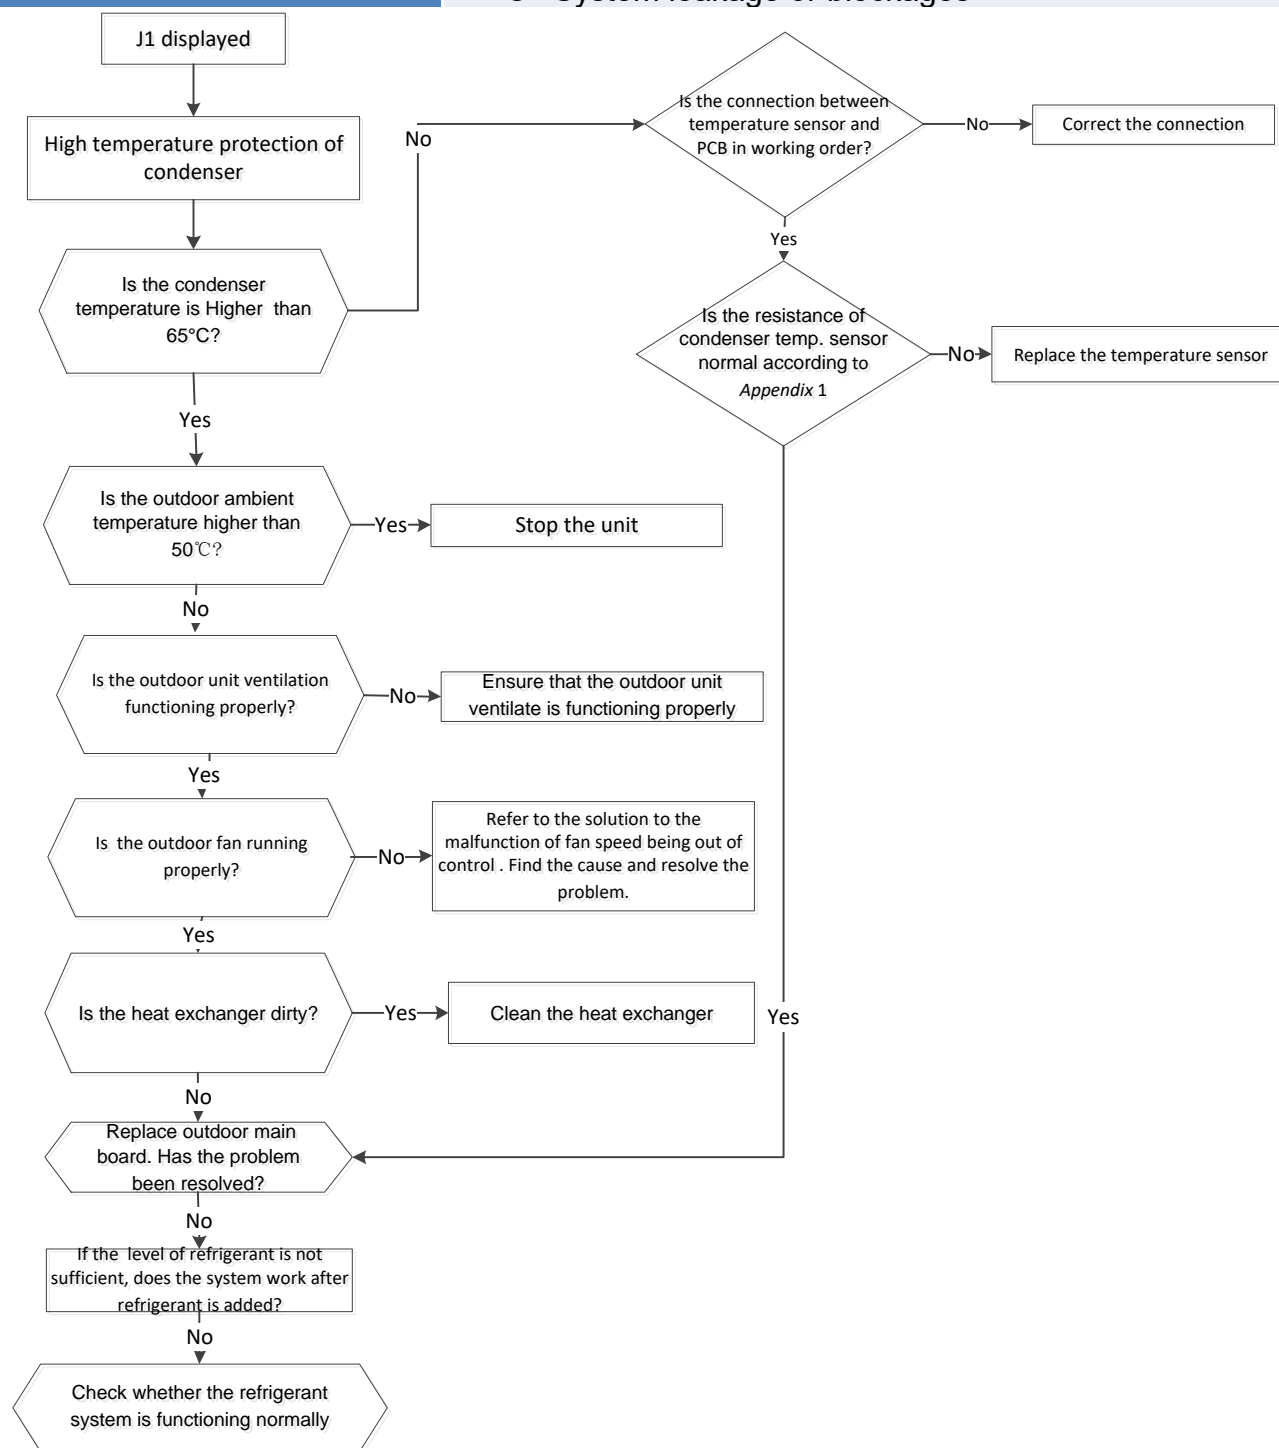 System leakage or blockages
J1 displayed
High temperature protection of
condenser
Is the condenser
temperature is Higher than
65°C?
No
Is the connection between
temperature sensor and
PCB in working order?
No
Correct the connection
Yes
Is the resistance of
condenser temp. sensor
normal according to
Appendix 1
No
Replace the temperature sensor
Yes
Yes
Is the outdoor ambient
temperature higher than
50℃?
Yes
Stop the unit
No
Is the outdoor unit ventilation
functioning properly?
No
Ensure that the outdoor unit
ventilate is functioning properly
Yes
Is the outdoor fan running
properly?
No
Refer to the solution to the
malfunction of fan speed being out of
control . Find the cause and resolve the
problem.
Yes
Is the heat exchanger dirty?
Yes
Clean the heat exchanger
No
Replace outdoor main
board. Has the problem
been resolved?
No
If the level of refrigerant is not
sufficient, does the system work after
refrigerant is added?
No
Check whether the refrigerant
system is functioning normally